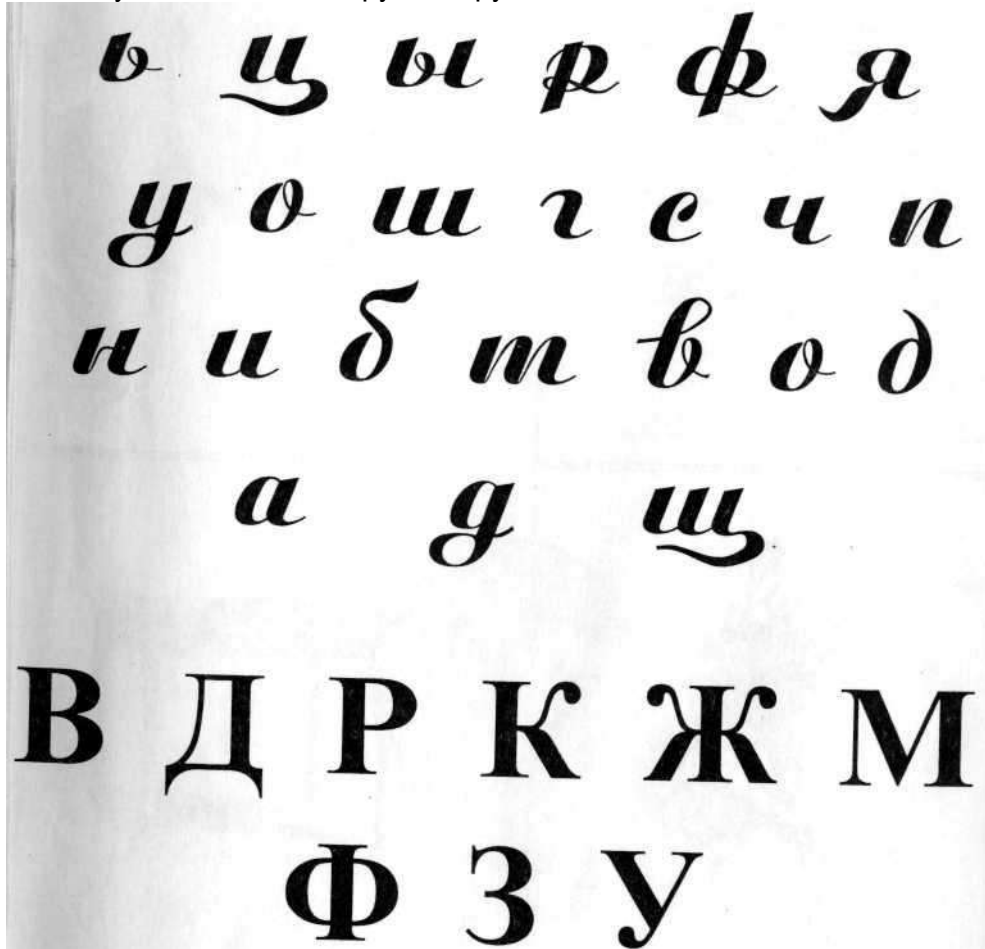 ь ц ы р ф я
у о ш г с ч п
н и б т в о д
а д щ
В Д Р К Ж М
Ф З У